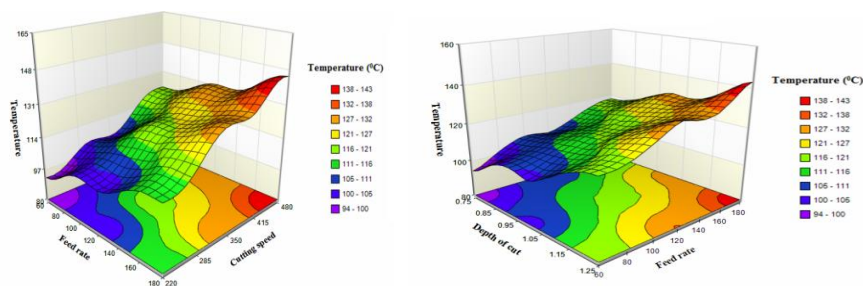 165
148
131
114
97
80
Temperature
60
80
100
120
140
160
180
Feed rate
220
285
350
415
480
Cutting speed
Temperature (⁰C)
138 - 143
132 - 138
127 - 132
121 - 127
116 - 121
111 - 116
105 - 111
100 - 105
94 - 100
160
140
120
100
80
Temperature
0.75
0.85
0.95
1.05
1.15
1.25
Depth of cut
60
80
100
120
140
160
180
Feed rate
Temperature (⁰C)
138 - 143
132 - 138
127 - 132
121 - 127
116 - 121
111 - 116
105 - 111
100 - 105
94 - 100